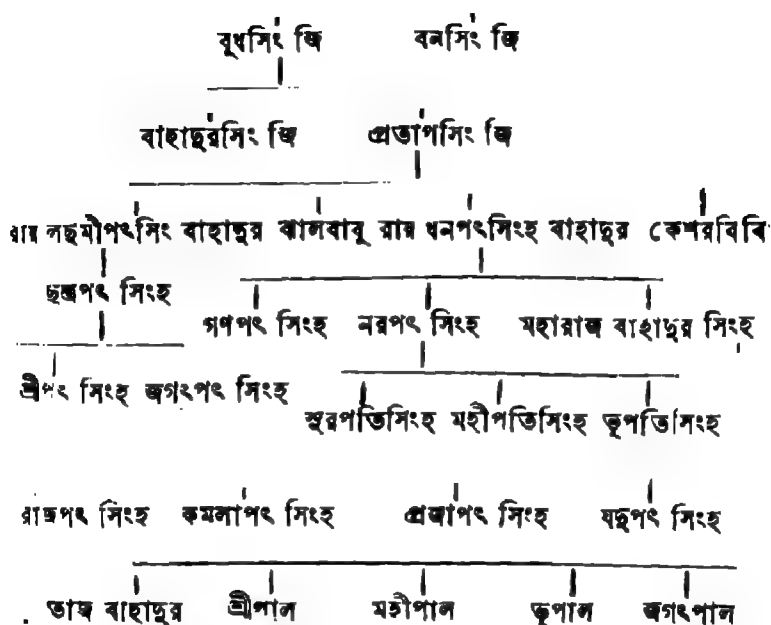 বুধসিং জি বনসিং জি
বাহাদুরসিং জি প্রতাপসিং জি
রায় লছমীপৎসিং বাহাদুর ঝালবাবু রায় ধনপৎসিংহ বাহাদুর কেশরবিবি
ছত্রপৎ সিংহ
গণপৎ সিংহ নরপৎ সিংহ মহারাজ বাহাদুর সিংহ
শ্রীপৎ সিংহ জগৎপৎ সিংহ
সুরপতিসিংহ মহীপতিসিংহ ভূপতিসিংহ
রাজপৎ সিংহ কমলাপৎ সিংহ প্রজাপৎ সিংহ যদুপৎ সিংহ
তাজ বাহাদুর শ্রীপাল মহীপাল ভূপাল জগৎপাল